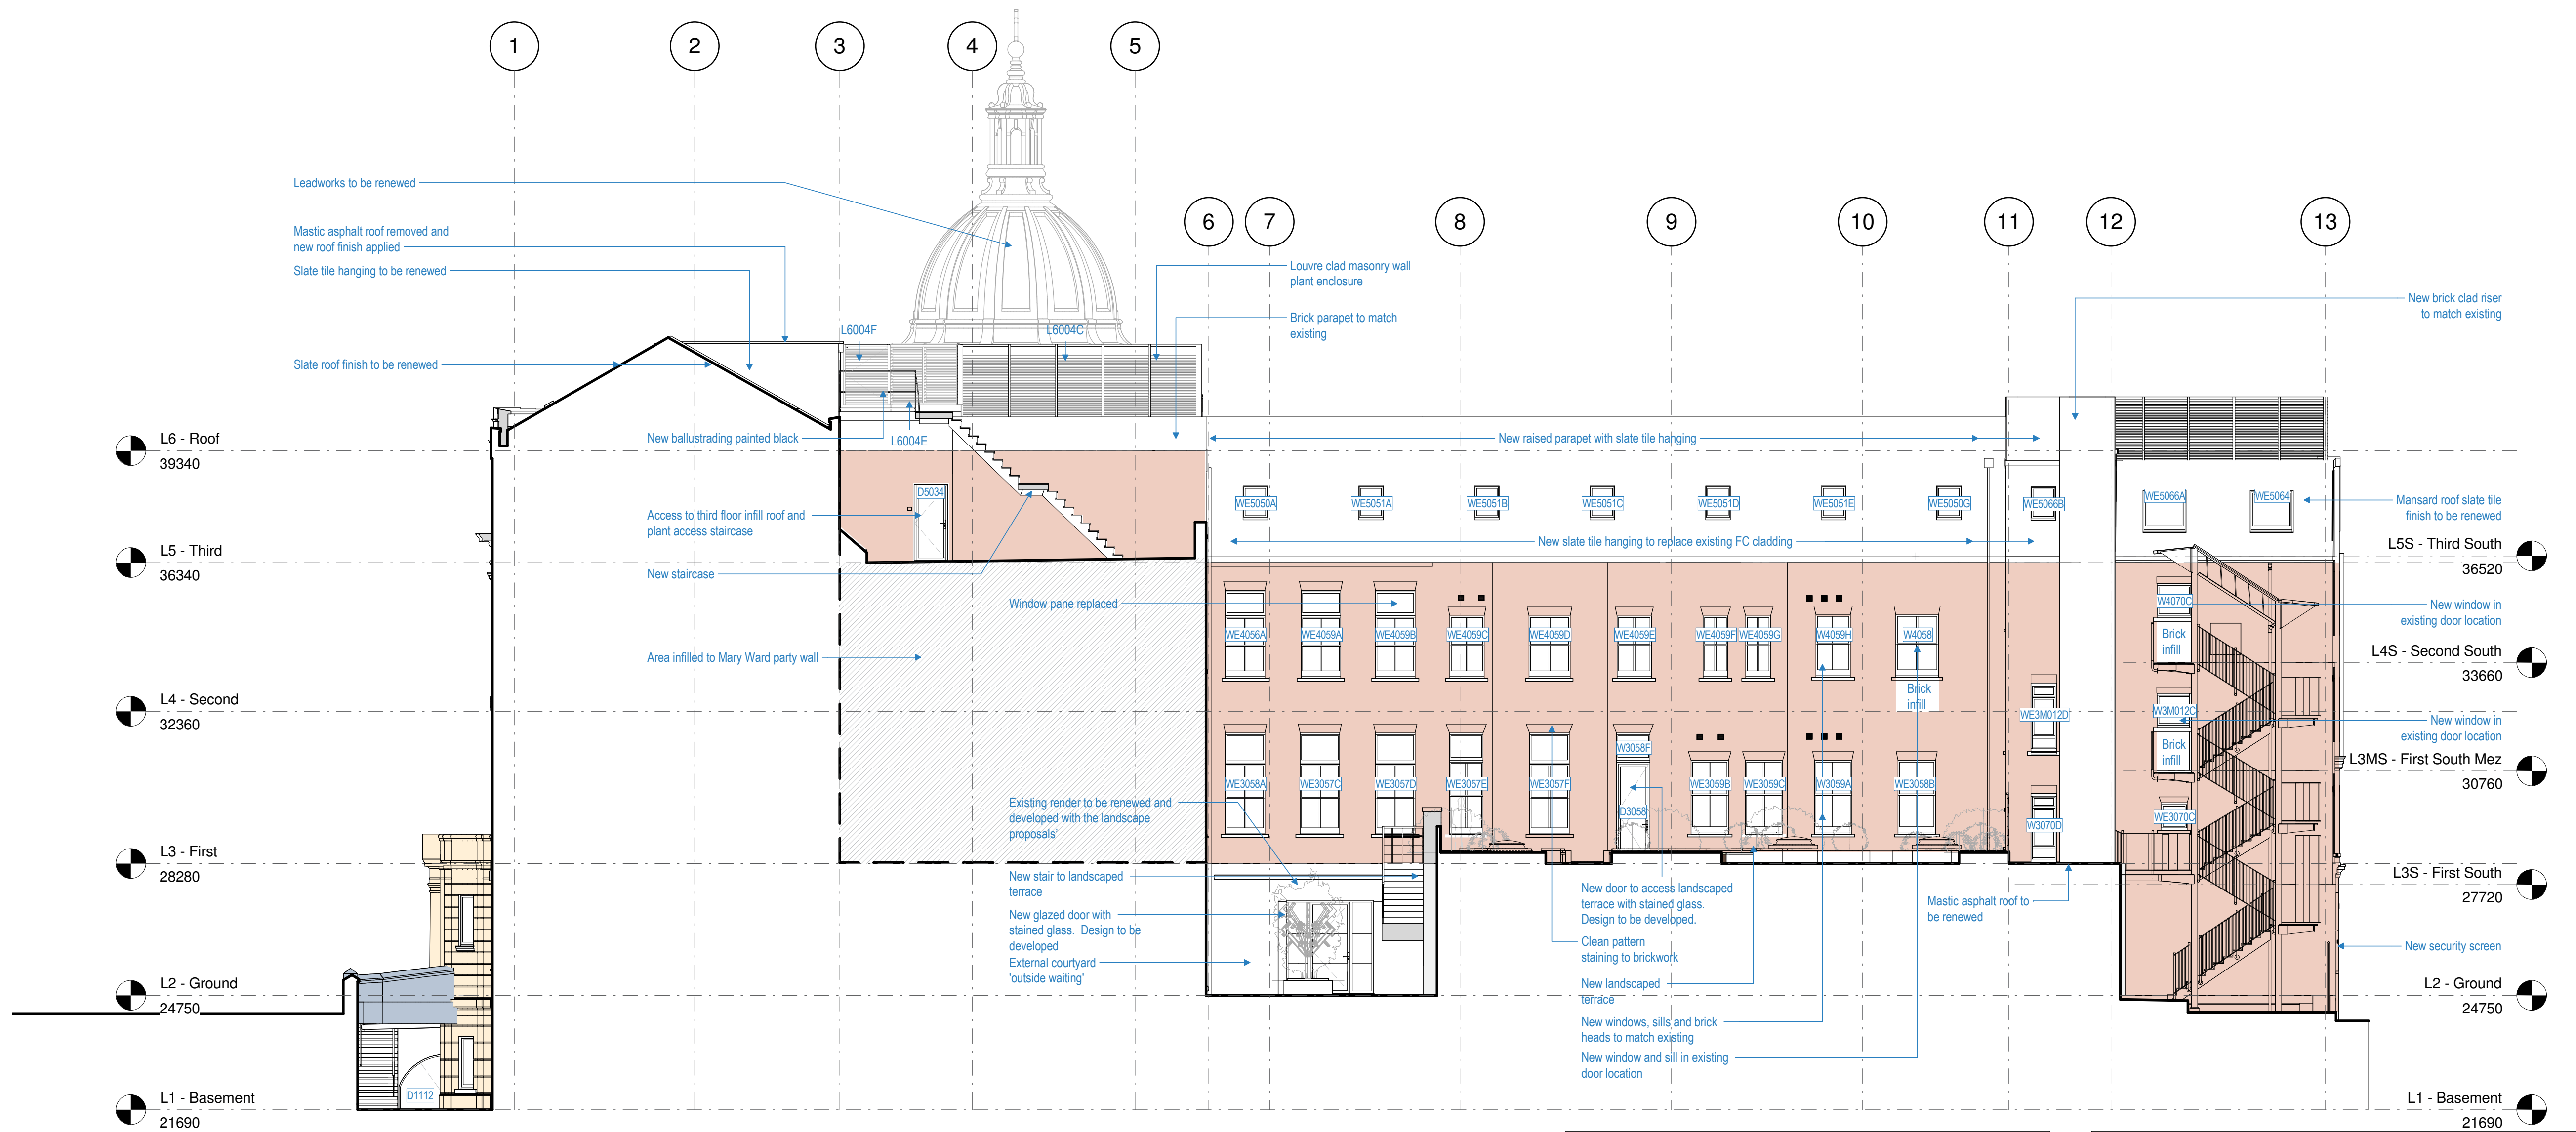 1
2
3
4
5
6
7
8
9
10
11
12
13
Leadworks to be renewed
Mastic asphalt roof removed and
new roof finish applied
Slate tile hanging to be renewed
Slate roof finish to be renewed
Louvre clad masonry wall
plant enclosure
Brick parapet to match
existing
New brick clad riser
to match existing
L6004F
L6004C
L6004E
New ballustrading painted black
New raised parapet with slate tile hanging
L6 - Roof
39340
D5034
Access to third floor infill roof and
plant access staircase
New staircase
WE5050A
WE5051A
WE5051B
WE5051C
WE5051D
WE5051E
WE5050G
WE5066B
WE5066A
WE5064
Mansard roof slate tile
finish to be renewed
New slate tile hanging to replace existing FC cladding
L5 - Third
36340
L5S - Third South
36520
Window pane replaced
Area infilled to Mary Ward party wall
WE4056A
WE4059A
WE4059B
WE4059C
WE4059D
WE4059E
WE4059F
WE4059G
W4059H
W4058
Brick
infill
W4070C
Brick
infill
New window in
existing door location
L4S - Second South
33660
L4 - Second
32360
WE3M012D
W3M012C
Brick
infill
New window in
existing door location
L3MS - First South Mez
30760
WE3058A
WE3057C
WE3057D
WE3057E
WE3057F
W3058F
D3058
WE3059B
WE3059C
W3059A
WE3058B
W3070D
WE3070C
Existing render to be renewed and
developed with the landscape
proposals'
L3 - First
28280
L3S - First South
27720
New stair to landscaped
terrace
New glazed door with
stained glass. Design to be
developed
External courtyard
'outside waiting'
New door to access landscaped
terrace with stained glass.
Design to be developed.
Clean pattern
staining to brickwork
New landscaped
terrace
New windows, sills and brick
heads to match existing
New window and sill in existing
door location
Mastic asphalt roof to
be renewed
New security screen
L2 - Ground
24750
L2 - Ground
24750
D1112
L1 - Basement
21690
L1 - Basement
21690